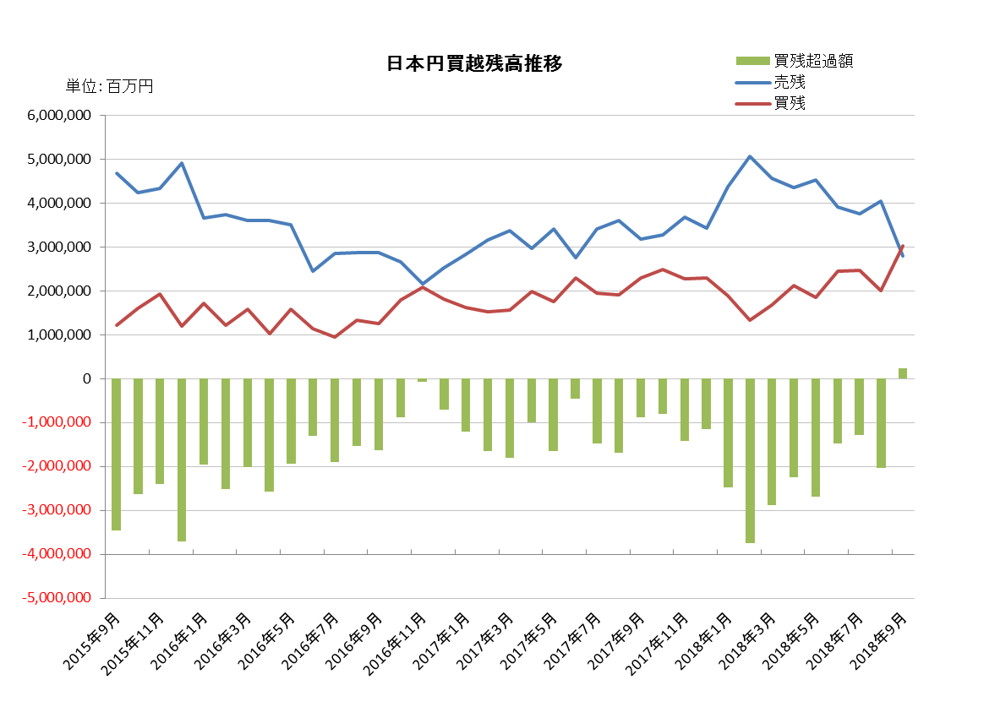 日本円買越残高推移
買残超過額
売残
買残
単位：百万円
6,000,000
5,000,000
4,000,000
3,000,000
2,000,000
1,000,000
0
-1,000,000
-2,000,000
-3,000,000
-4,000,000
-5,000,000
2015年9月
2015年11月
2016年1月
2016年3月
2016年5月
2016年7月
2016年9月
2016年11月
2017年1月
2017年3月
2017年5月
2017年7月
2017年9月
2017年11月
2018年1月
2018年3月
2018年5月
2018年7月
2018年9月